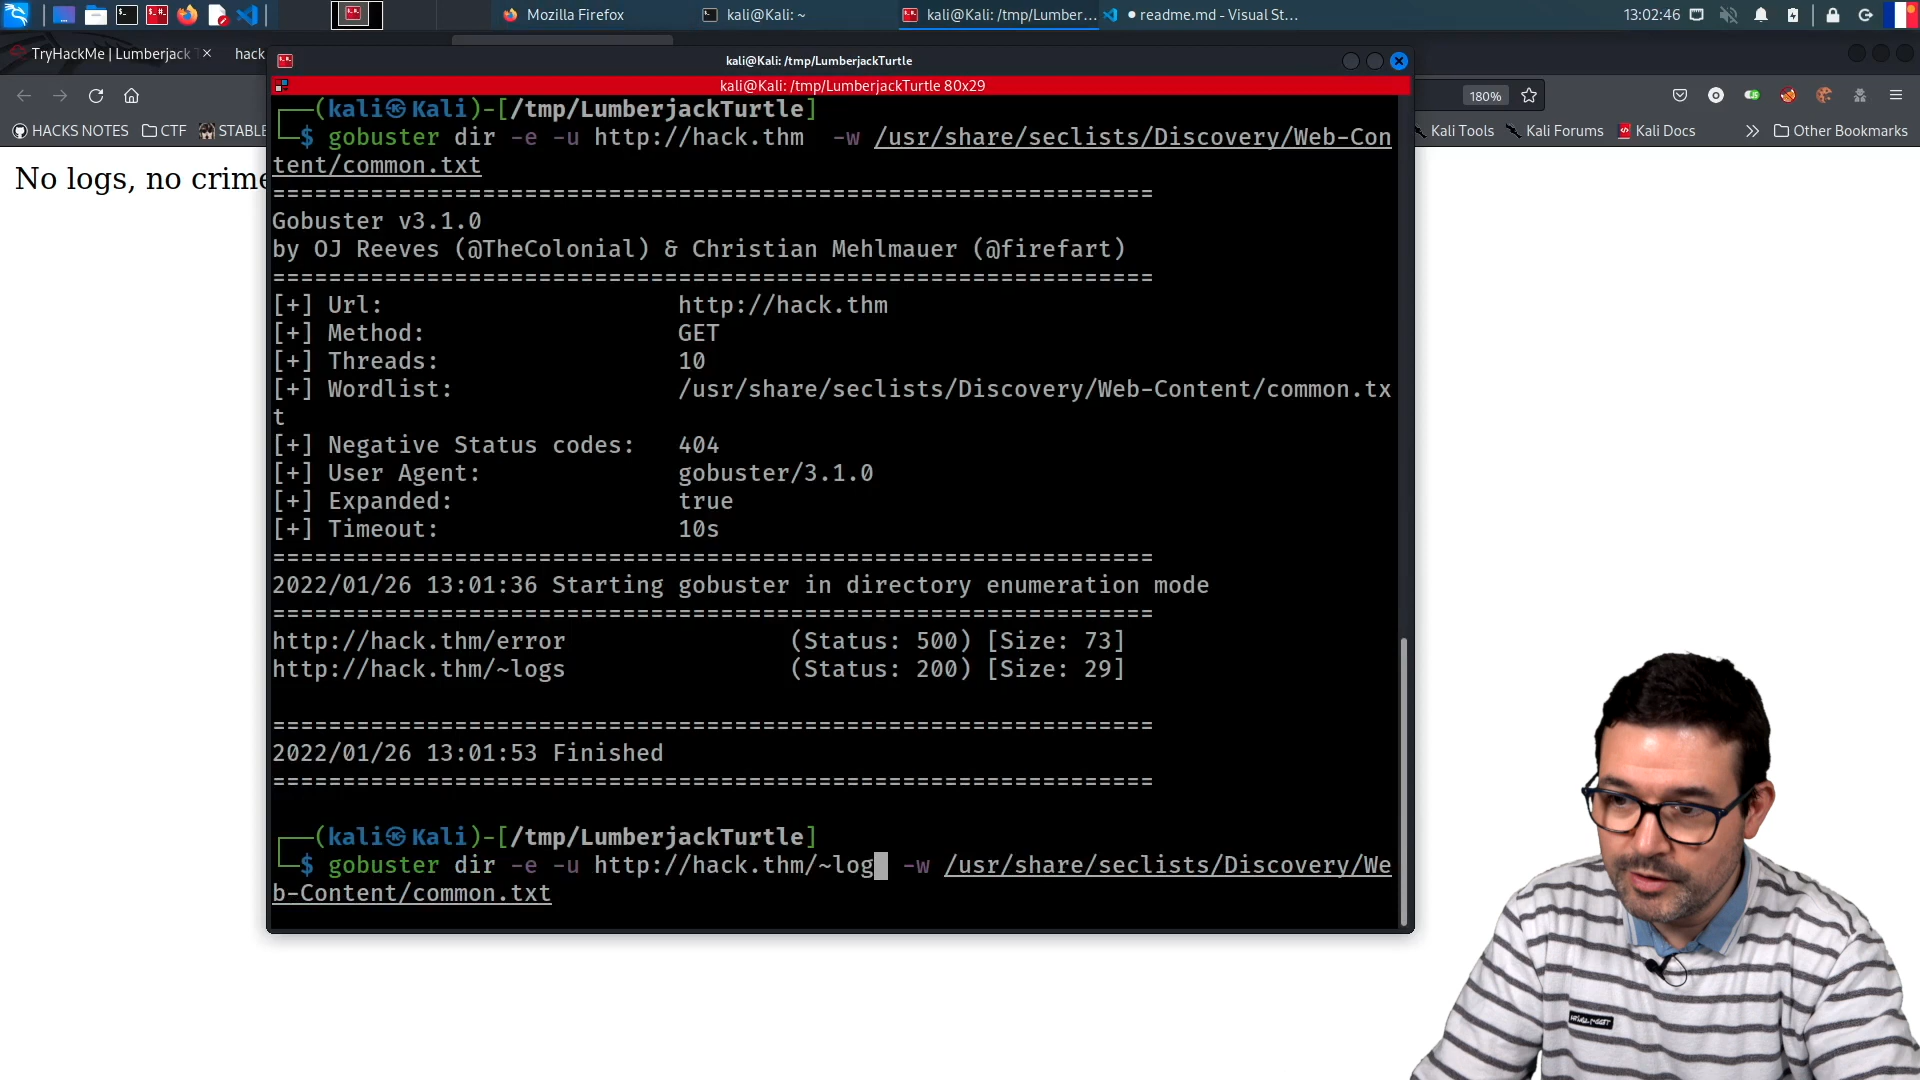 Mozilla Firefox
kali@Kali: ~
kali@Kali: /tmp/Lumber...
● readme.md - Visual St...
13:02:46
TryHackMe | Lumberjack T
hack
kali@Kali: /tmp/LumberjackTurtle
kali@Kali: /tmp/LumberjackTurtle 80x29
180%
HACKS NOTES
CTF
STABLE
Kali Tools
Kali Forums
Kali Docs
Other Bookmarks
No logs, no crime
┌──(kali㉿Kali)-[/tmp/LumberjackTurtle]
└─$ gobuster dir -e -u http://hack.thm  -w /usr/share/seclists/Discovery/Web-Con
tent/common.txt
===============================================================
Gobuster v3.1.0
by OJ Reeves (@TheColonial) & Christian Mehlmauer (@firefart)
===============================================================
[+] Url:                     http://hack.thm
[+] Method:                  GET
[+] Threads:                 10
[+] Wordlist:                /usr/share/seclists/Discovery/Web-Content/common.tx
t
[+] Negative Status codes:   404
[+] User Agent:              gobuster/3.1.0
[+] Expanded:                true
[+] Timeout:                 10s
===============================================================
2022/01/26 13:01:36 Starting gobuster in directory enumeration mode
===============================================================
http://hack.thm/error                (Status: 500) [Size: 73]
http://hack.thm/~logs                (Status: 200) [Size: 29]
===============================================================
2022/01/26 13:01:53 Finished
===============================================================
┌──(kali㉿Kali)-[/tmp/LumberjackTurtle]
└─$ gobuster dir -e -u http://hack.thm/~log  -w /usr/share/seclists/Discovery/We
b-Content/common.txt